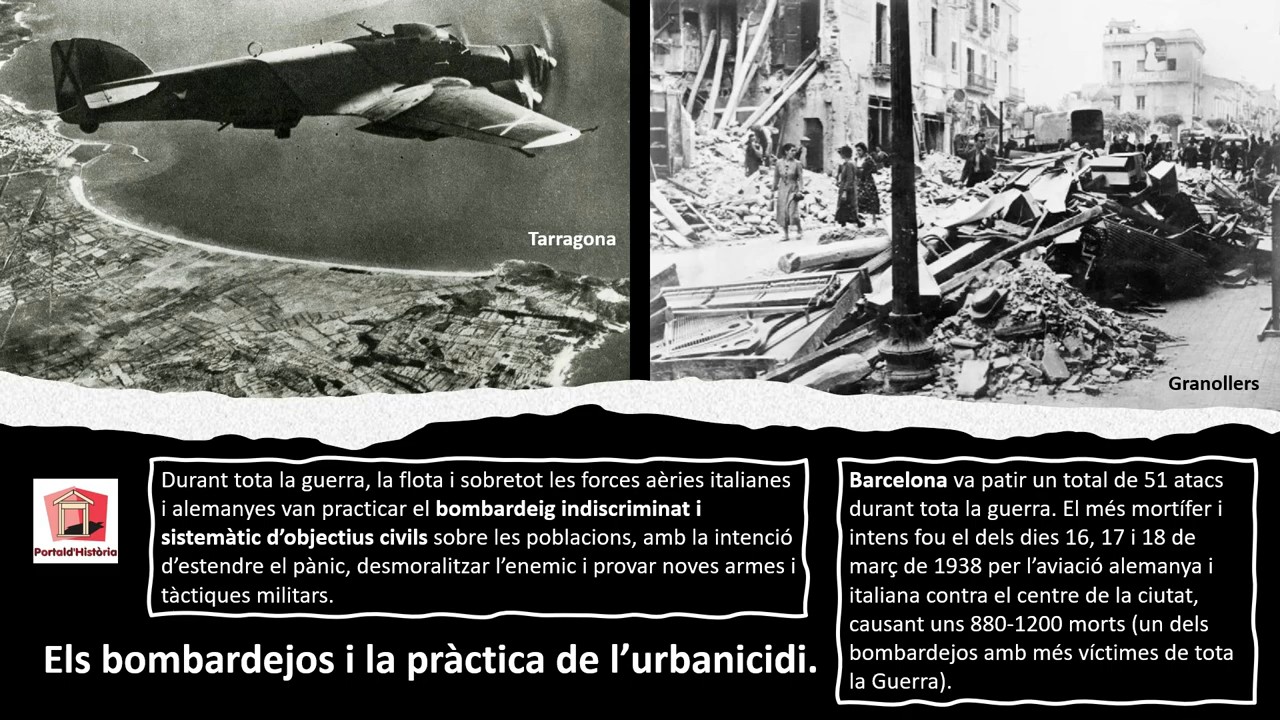 Tarragona
Granollers
Durant tota la guerra, la flota i sobretot les forces aèries italianes
i alemanyes van practicar el bombardeig indiscriminat i
sistemàtic d'objectius civils sobre les poblacions, amb la intenció
d'estendre el pànic, desmoralitzar l'enemic i provar noves armes i
tàctiques militars.
Portald'Història
Els bombardejos i la pràctica de l'urbanicidi.
Barcelona va patir un total de 51 atacs
durant tota la guerra. El més mortífer i
intens fou el dels dies 16, 17 i 18 de
març de 1938 per l'aviació alemanya i
italiana contra el centre de la ciutat,
causant uns 880-1200 morts (un dels
bombardejos amb més víctimes de tota
la Guerra).